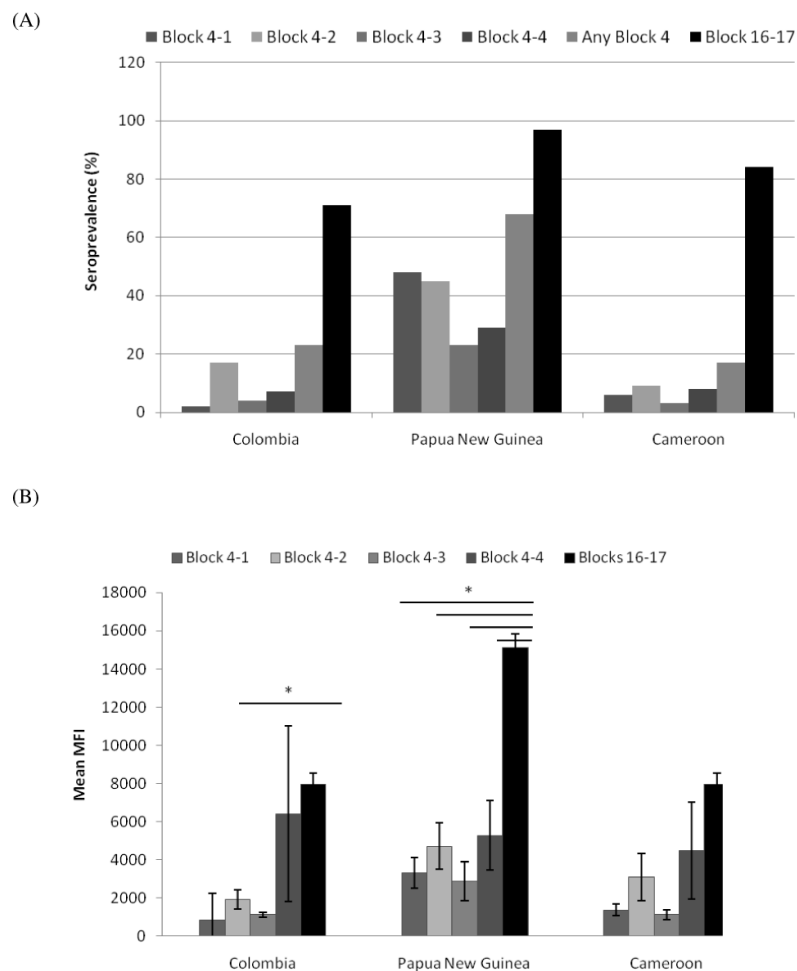 (A)
Block 4-1 Block 4-2 Block 4-3 Block 4-4 Any Block 4 Block 16-17
120
100
80
60
40
20
0
Seroprevalence (%)
Colombia Papua New Guinea Cameroon
(B)
Block 4-1 Block 4-2 Block 4-3 Block 4-4 Blocks 16-17
18000
16000
14000
12000
10000
8000
6000
4000
2000
0
Mean MFI
*
*
Colombia Papua New Guinea Cameroon